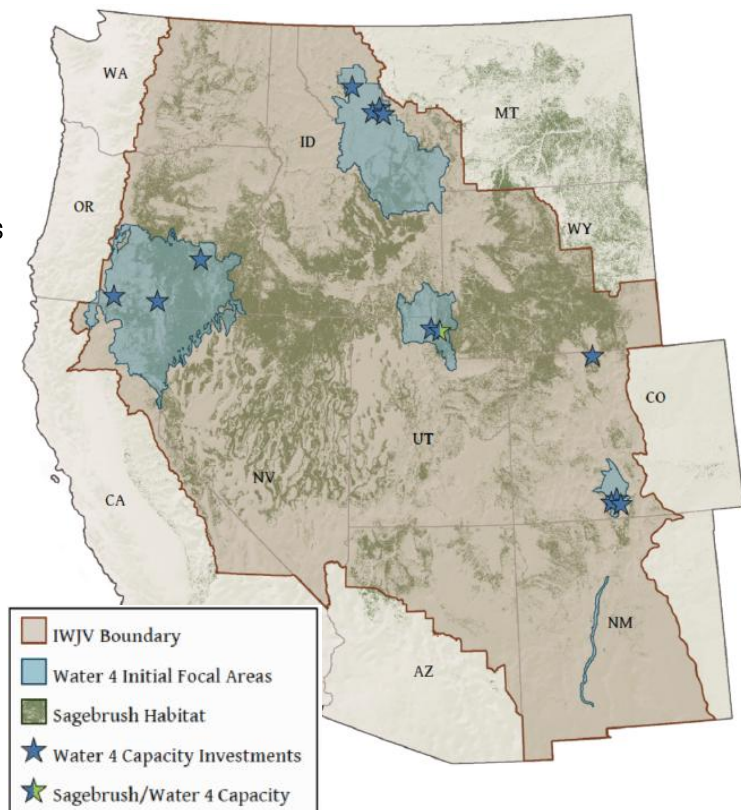 WA
MT
ID
OR
s
WY
CO
UT
NV
CA
NM
AZ
IWJV Boundary
Water 4 Initial Focal Areas
Sagebrush Habitat
Water 4 Capacity Investments
Sagebrush/Water 4 Capacity